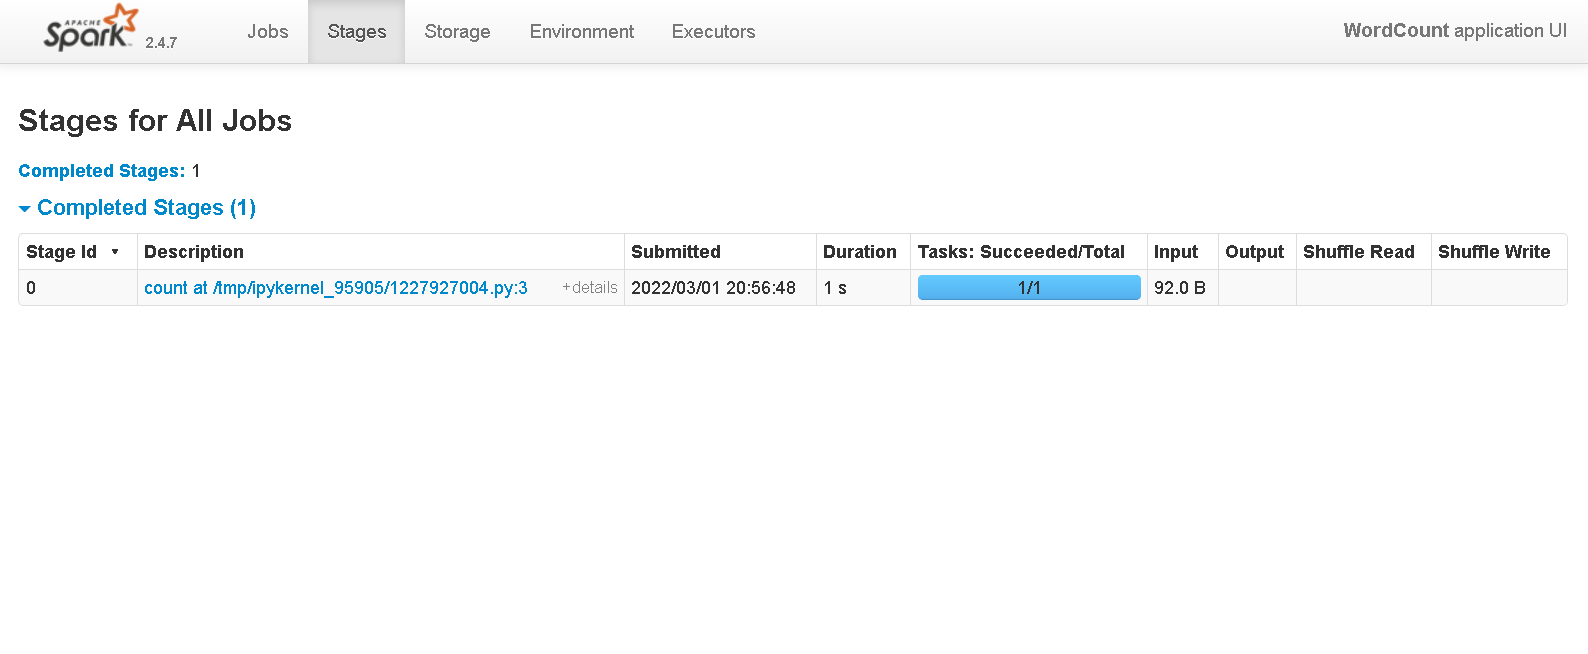 APACHE
Spark 2.4.7 Jobs Stages Storage Environment Executors WordCount application UI
Stages for All Jobs
Completed Stages: 1
Completed Stages (1)
Stage Id Description Submitted Duration Tasks: Succeeded/Total Input Output Shuffle Read Shuffle Write
0 count at /tmp/ipykernel_95905/1227927004.py:3 +details 2022/03/01 20:56:48 1 s 1/1 92.0 B